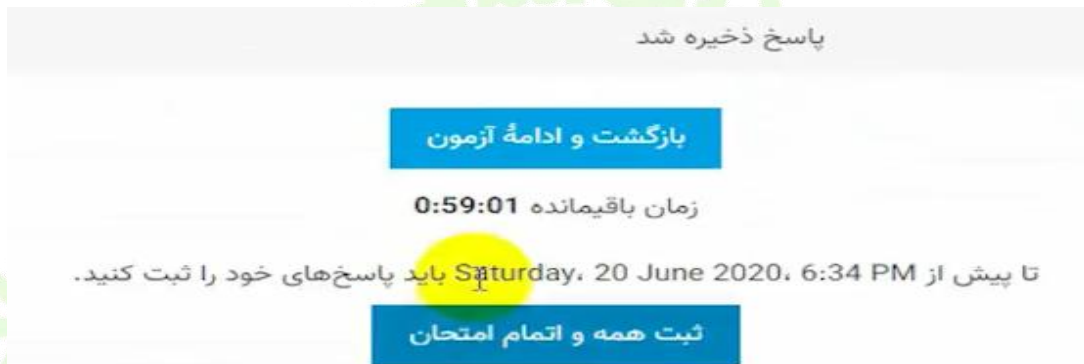 پاسخ ذخیره شد
بازگشت و ادامهٔ آزمون
زمان باقیمانده 0:59:01
تا پیش از Saturday، 20 June 2020، 6:34 PM باید پاسخ‌های خود را ثبت کنید.
ثبت همه و اتمام امتحان